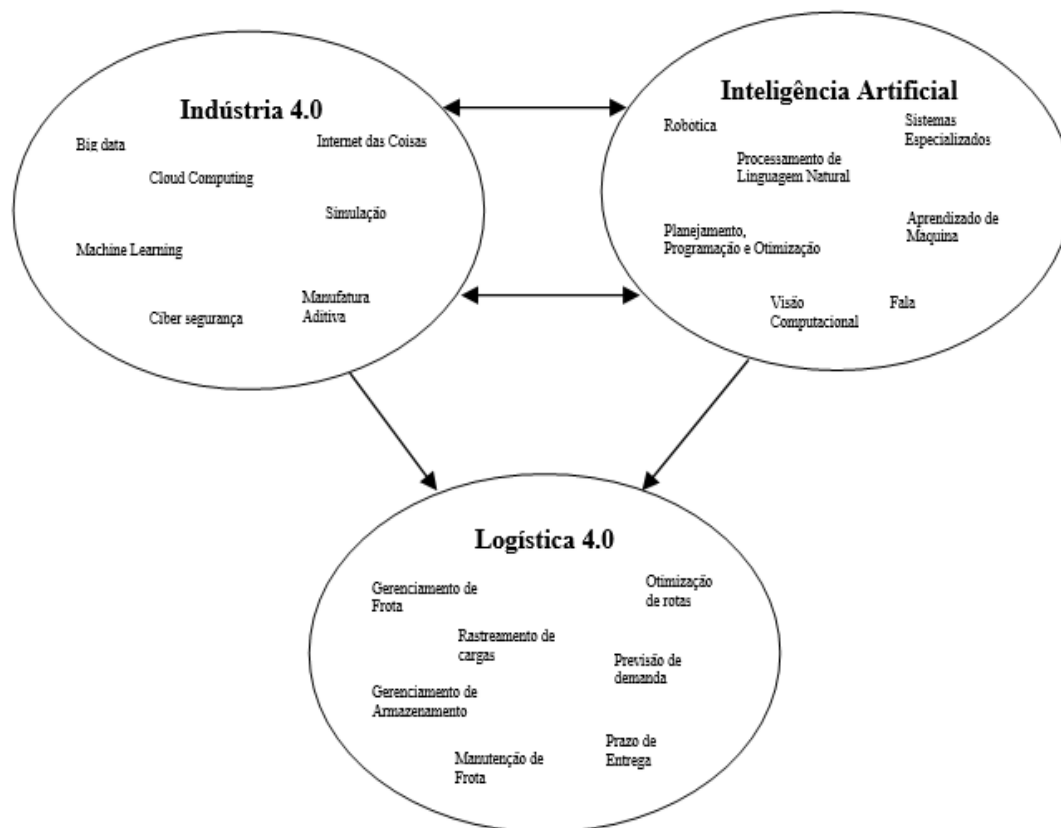 Indústria 4.0
Big data
Internet das Coisas
Cloud Computing
Simulação
Machine Learning
Manufatura
Aditiva
Ciber segurança
Inteligência Artificial
Robótica
Sistemas
Especializados
Processamento de
Linguagem Natural
Planejamento,
Programação e Otimização
Aprendizado de
Maquina
Visão
Computacional
Fala
Logística 4.0
Gerenciamento de
Frota
Otimização
de rotas
Rastreamento de
cargas
Previsão de
demanda
Gerenciamento de
Armazenamento
Manutenção de
Frota
Prazo de
Entrega